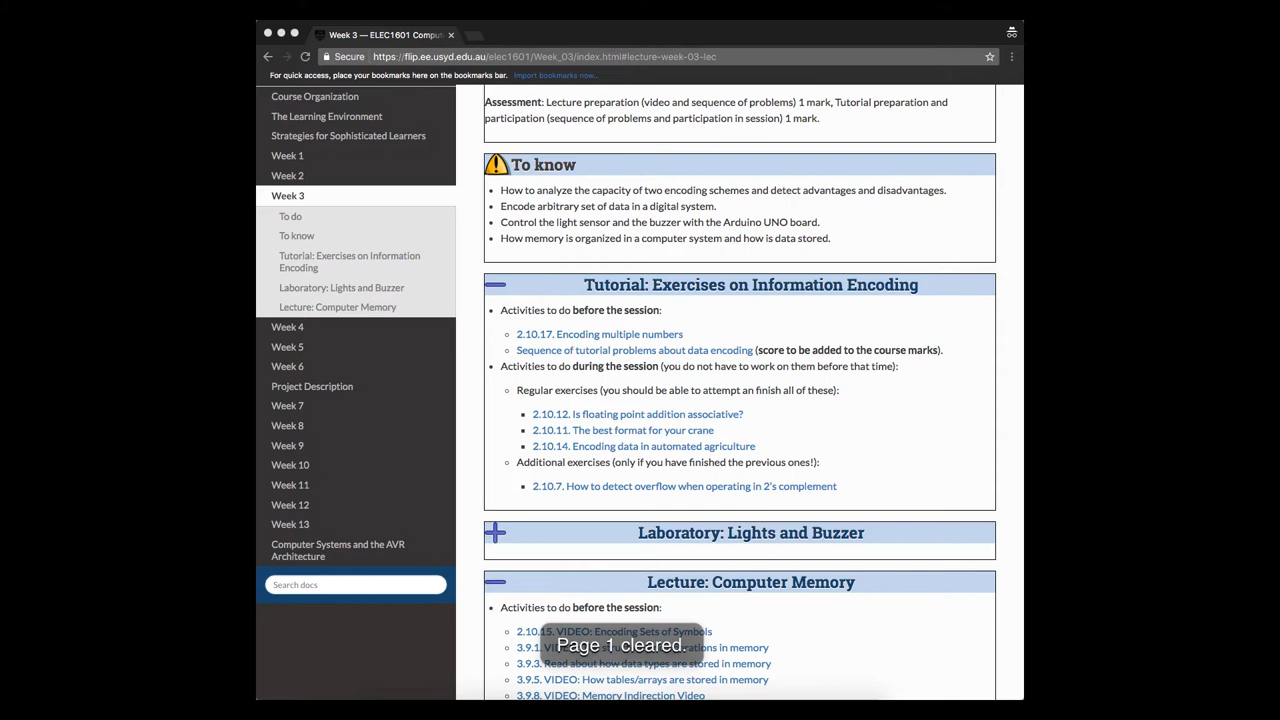 Week 3 — ELEC1601 Comput
Secure
https://flip.ee.usyd.edu.au/elec1601/Week_03/index.html#lecture-week-03-lec
For quick access, place your bookmarks here on the bookmarks bar. Import bookmarks now...
Course Organization
The Learning Environment
Strategies for Sophisticated Learners
Week 1
Week 2
Week 3
To do
To know
Tutorial: Exercises on Information
Encoding
Laboratory: Lights and Buzzer
Lecture: Computer Memory
Week 4
Week 5
Week 6
Project Description
Week 7
Week 8
Week 9
Week 10
Week 11
Week 12
Week 13
Computer Systems and the AVR
Architecture
Search docs
Assessment: Lecture preparation (video and sequence of problems) 1 mark, Tutorial preparation and
participation (sequence of problems and participation in session) 1 mark.
To know
• How to analyze the capacity of two encoding schemes and detect advantages and disadvantages.
• Encode arbitrary set of data in a digital system.
• Control the light sensor and the buzzer with the Arduino UNO board.
• How memory is organized in a computer system and how is data stored.
Tutorial: Exercises on Information Encoding
• Activities to do before the session:
2.10.17. Encoding multiple numbers
Sequence of tutorial problems about data encoding (score to be added to the course marks).
• Activities to do during the session (you do not have to work on them before that time):
Regular exercises (you should be able to attempt an finish all of these):
2.10.12. Is floating point addition associative?
2.10.11. The best format for your crane
2.10.14. Encoding data in automated agriculture
Additional exercises (only if you have finished the previous ones!):
2.10.7. How to detect overflow when operating in 2's complement
Laboratory: Lights and Buzzer
Lecture: Computer Memory
• Activities to do before the session:
2.10.15. VIDEO: Encoding Sets of Symbols
3.9.1. in memory
3.9.3. Read about how data types are stored in memory
3.9.5. VIDEO: How tables/arrays are stored in memory
3.9.8. VIDEO: Memory Indirection Video
Page 1 cleared.